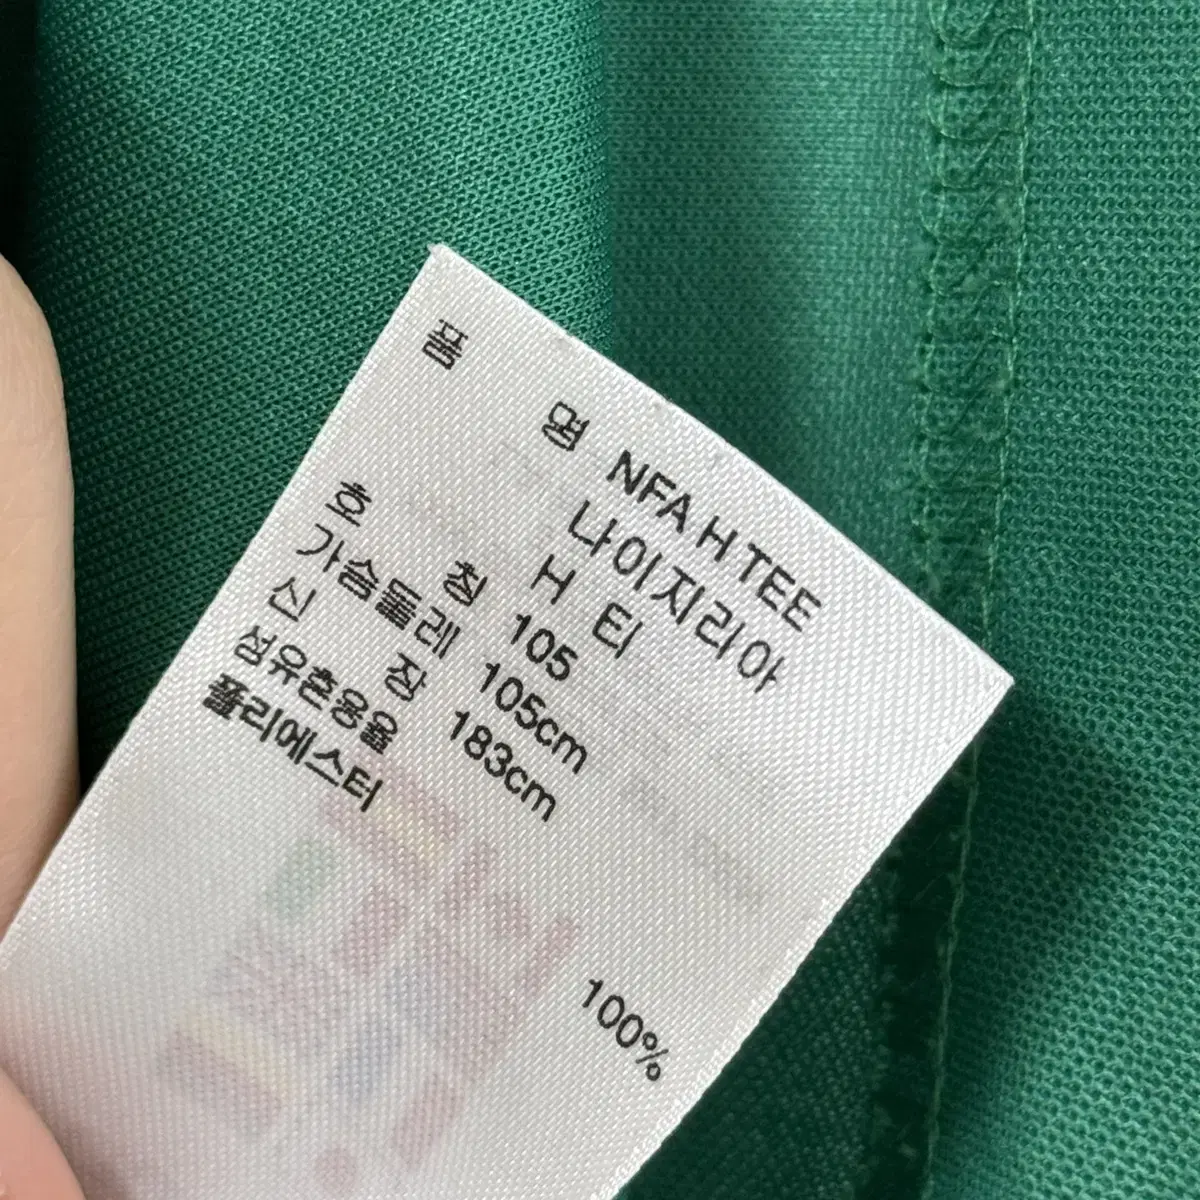 품 명 NFA H TEE
나이지리아
H 티
호 칭 105
가슴둘레 105cm
신 장 183cm
섬유혼용율
폴리에스터 100%